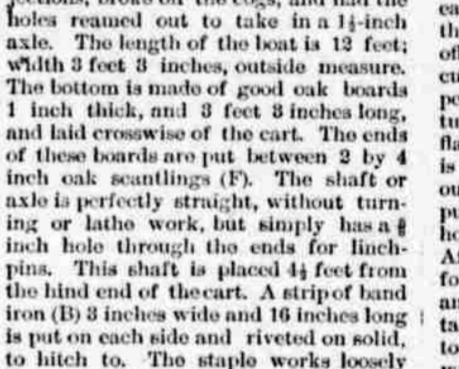 holes reamed out to take in a 1½-inch
axle. The length of the boat is 12 feet;
width 3 feet 3 inches, outside measure.
The bottom is made of good oak boards
1 inch thick, and 3 feet 3 inches long,
and laid crosswise of the cart. The ends
of these boards are put between 2 by 4
inch oak scantlings (F). The shaft or
axle is perfectly straight, without turn-
ing or lathe work, but simply has a
inch hole through the ends for linch-
pins. This shaft is placed 4½ feet from
the hind end of the cart. A strip of band
iron (B) 3 inches wide and 16 inches long
is put on each side and riveted on solid,
to hitch to. The staple works loosely